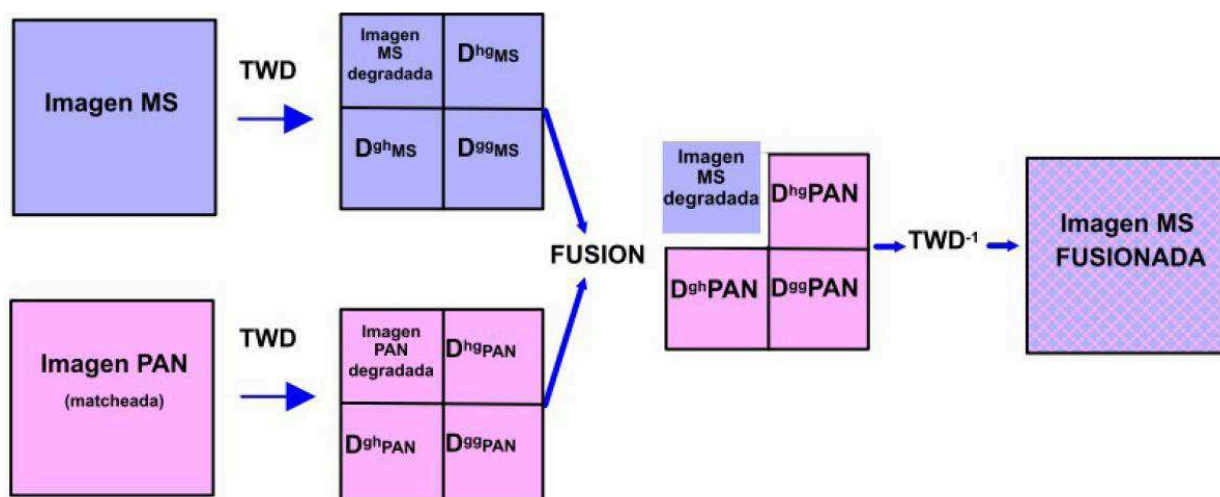 Imagen MS
TWD
Imagen
MS
degradada
DhgMS
DghMS
DggMS
Imagen PAN
(matcheada)
TWD
Imagen
PAN
degradada
DhgPAN
DghPAN
DggPAN
FUSION
Imagen
MS
degradada
DhgPAN
DghPAN
DggPAN
TWD-1
Imagen MS
FUSIONADA